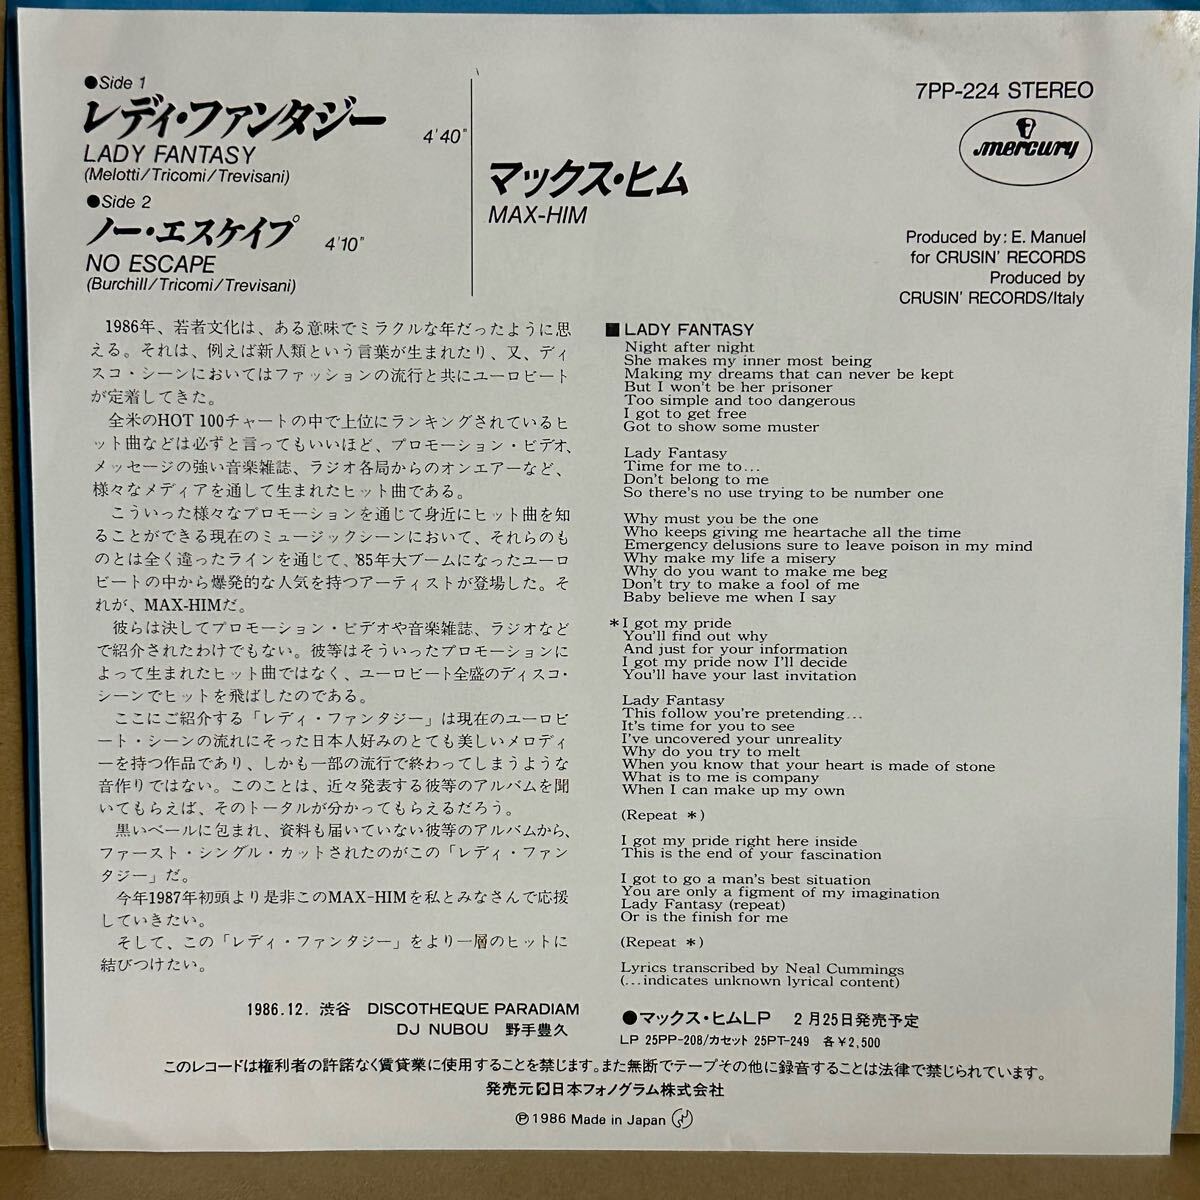 ●Side 1
レディ・ファンタジー 4'40"
LADY FANTASY
(Melotti/Tricomi/Trevisani)
●Side 2
ノー・エスケイプ 4'10"
NO ESCAPE
(Burchill/Tricomi/Trevisani)
マックス・ヒム
MAX-HIM
7PP-224 STEREO
mercury
Produced by: E. Manuel
for CRUSIN' RECORDS
Produced by
CRUSIN' RECORDS/Italy
1986年、若者文化は、ある意味でミラクルな年だったように思
える。それは、例えば新人類という言葉が生まれたり、又、ディ
スコ・シーンにおいてはファッションの流行と共にユーロビート
が定着してきた。
全米のHOT 100チャートの中で上位にランキングされているヒ
ット曲などは必ずと言ってもいいほど、プロモーション・ビデオ、
メッセージの強い音楽雑誌、ラジオ各局からのオンエアーなど、
様々なメディアを通して生まれたヒット曲である。
こういった様々なプロモーションを通じて身近にヒット曲を知
ることができる現在のミュージックシーンにおいて、それらのも
のとは全く違ったラインを通じて、'85年大ブームになったユーロ
ビートの中から爆発的な人気を持つアーティストが登場した。そ
れが、MAX-HIMだ。
彼らは決してプロモーション・ビデオや音楽雑誌、ラジオなど
で紹介されたわけでもない。彼等はそういったプロモーションに
よって生まれたヒット曲ではなく、ユーロビート全盛のディスコ・
シーンでヒットを飛ばしたのである。
ここにご紹介する「レディ・ファンタジー」は現在のユーロビ
ート・シーンの流れにそった日本人好みのとても美しいメロディ
ーを持つ作品であり、しかも一部の流行で終わってしまうような
音作りではない。このことは、近々発表する彼等のアルバムを聞
いてもらえば、そのトータルが分かってもらえるだろう。
黒いベールに包まれ、資料も届いていない彼等のアルバムから、
ファースト・シングル・カットされたのがこの「レディ・ファン
タジー」だ。
今年1987年初頭より是非このMAX-HIMを私とみなさんで応援
していきたい。
そして、この「レディ・ファンタジー」をより一層のヒットに
結びつけたい。
1986.12. 渋谷 DISCOTHEQUE PARADIAM
DJ NUBOU 野手豊久
■LADY FANTASY
Night after night
She makes my inner most being
Making my dreams that can never be kept
But I won't be her prisoner
Too simple and too dangerous
I got to get free
Got to show some muster
Lady Fantasy
Time for me to...
Don't belong to me
So there's no use trying to be number one
Why must you be the one
Who keeps giving me heartache all the time
Emergency delusions sure to leave poison in my mind
Why make my life a misery
Why do you want to make me beg
Don't try to make a fool of me
Baby believe me when I say
*I got my pride
You'll find out why
And just for your information
I got my pride now I'll decide
You'll have your last invitation
Lady Fantasy
This follow you're pretending...
It's time for you to see
I've uncovered your unreality
Why do you try to melt
When you know that your heart is made of stone
What is to me is company
When I can make up my own
(Repeat *)
I got my pride right here inside
This is the end of your fascination
I got to go a man's best situation
You are only a figment of my imagination
Lady Fantasy (repeat)
Or is the finish for me
(Repeat *)
Lyrics transcribed by Neal Cummings
(...indicates unknown lyrical content)
●マックス・ヒムLP 2月25日発売予定
LP 25PP-208/カセット 25PT-249 各¥2,500
このレコードは権利者の許諾なく賃貸業に使用することを禁じます。また無断でテープその他に録音することは法律で禁じられています。
発売元 日本フォノグラム株式会社
Ⓟ1986 Made in Japan